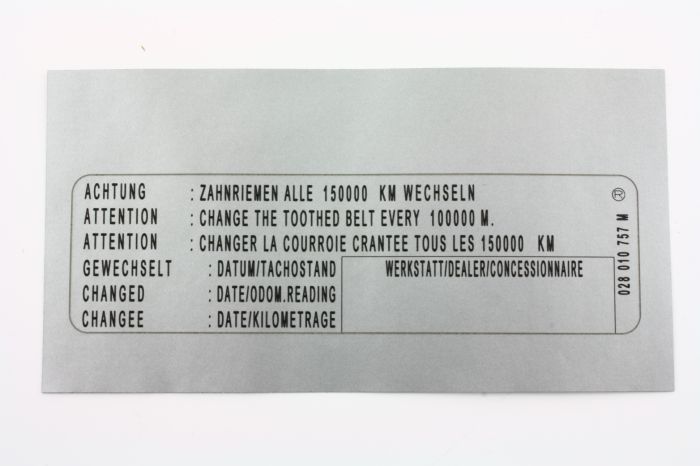 ACHTUNG : ZAHNRIEMEN ALLE 150000 KM WECHSELN
ATTENTION : CHANGE THE TOOTHED BELT EVERY 100000 M.
ATTENTION : CHANGER LA COURROIE CRANTEE TOUS LES 150000 KM
GEWECHSELT : DATUM/TACHOSTAND
CHANGED : DATE/ODOM.READING
CHANGEE : DATE/KILOMETRAGE
WERKSTATT/DEALER/CONCESSIONNAIRE
028 010 757 M